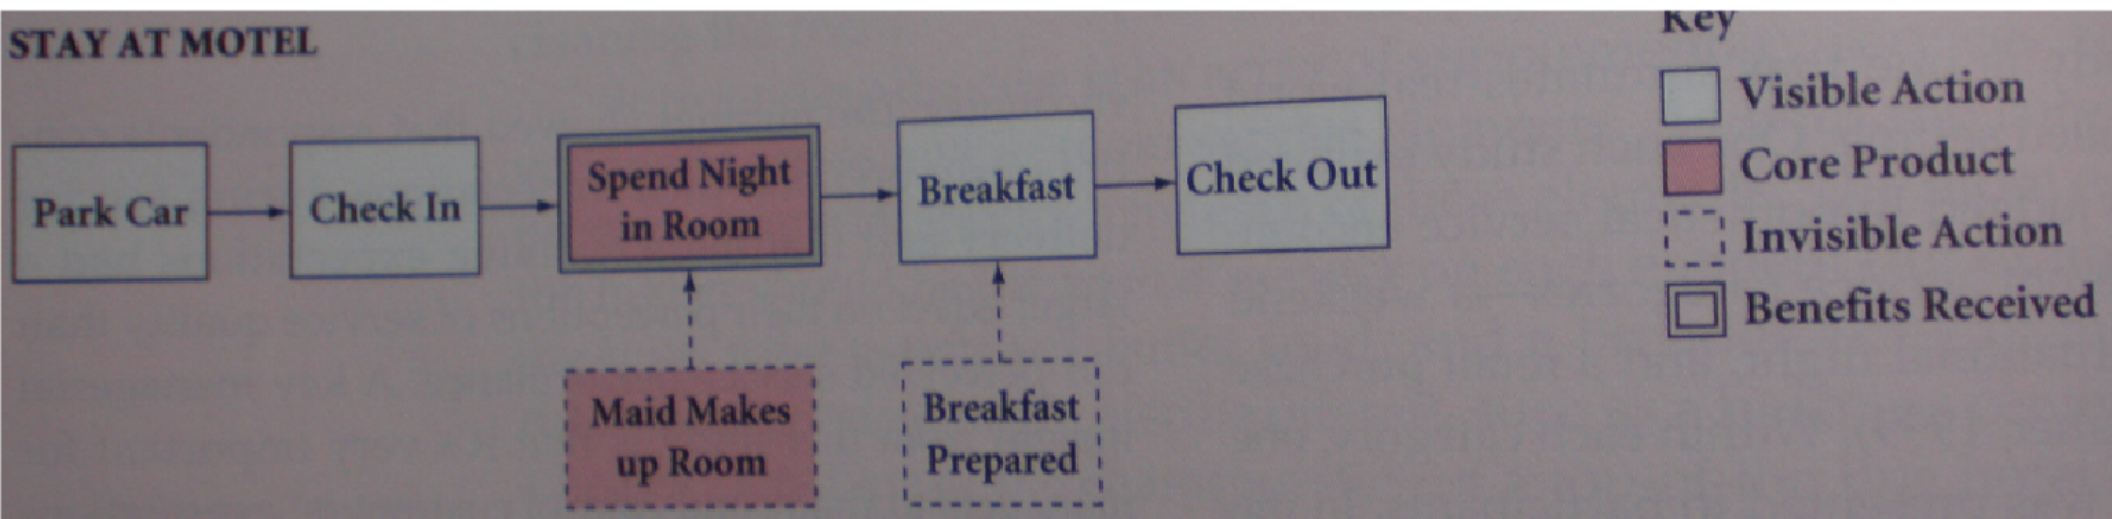 STAY AT MOTEL
Park Car
Check In
Spend Night
in Room
Breakfast
Check Out
Maid Makes
up Room
Breakfast
Prepared
Key
Visible Action
Core Product
Invisible Action
Benefits Received